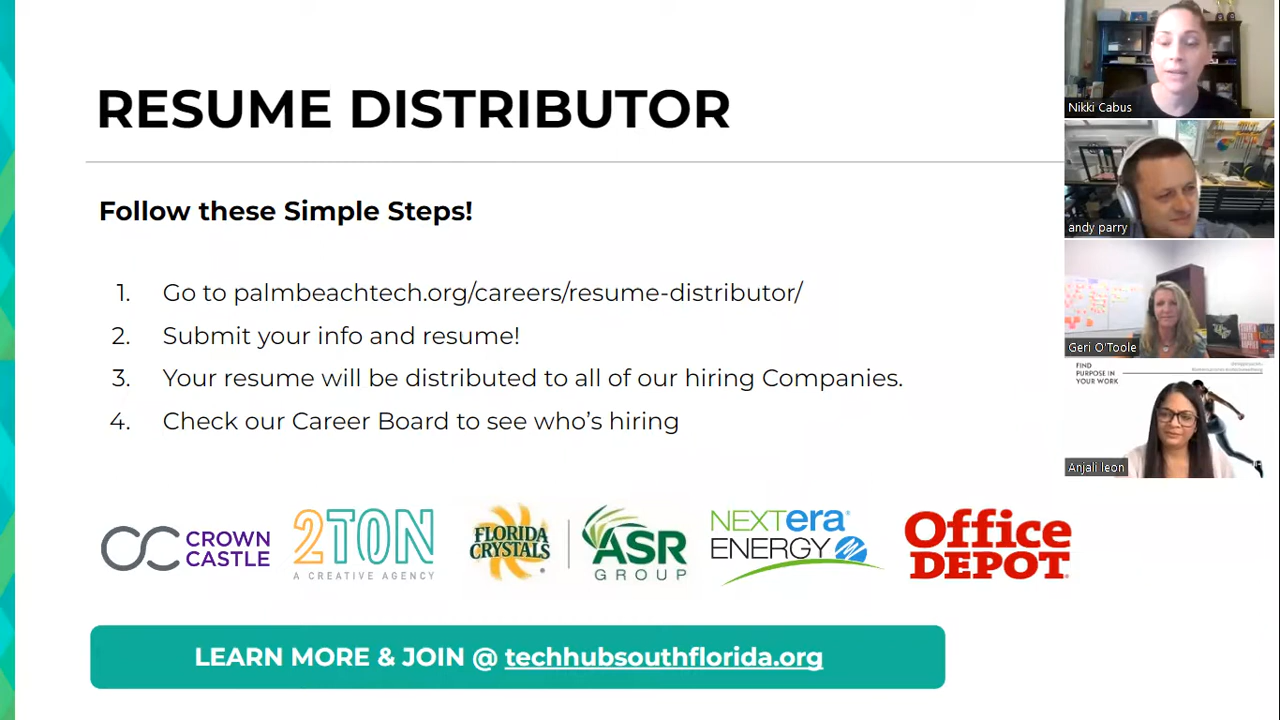 RESUME DISTRIBUTOR
Follow these Simple Steps!
1. Go to palmbeachtech.org/careers/resume-distributor/
2. Submit your info and resume!
3. Your resume will be distributed to all of our hiring Companies.
4. Check our Career Board to see who's hiring
CROWN
CASTLE
2TON
A CREATIVE AGENCY
FLORIDA
CRYSTALS
ASR
GROUP
NEXTera
ENERGY
Office
DEPOT
LEARN MORE & JOIN @ techhubsouthflorida.org
Nikki Cabus
andy parry
Geri O'Toole
FIND
PURPOSE IN
YOUR WORK
Anjali leon